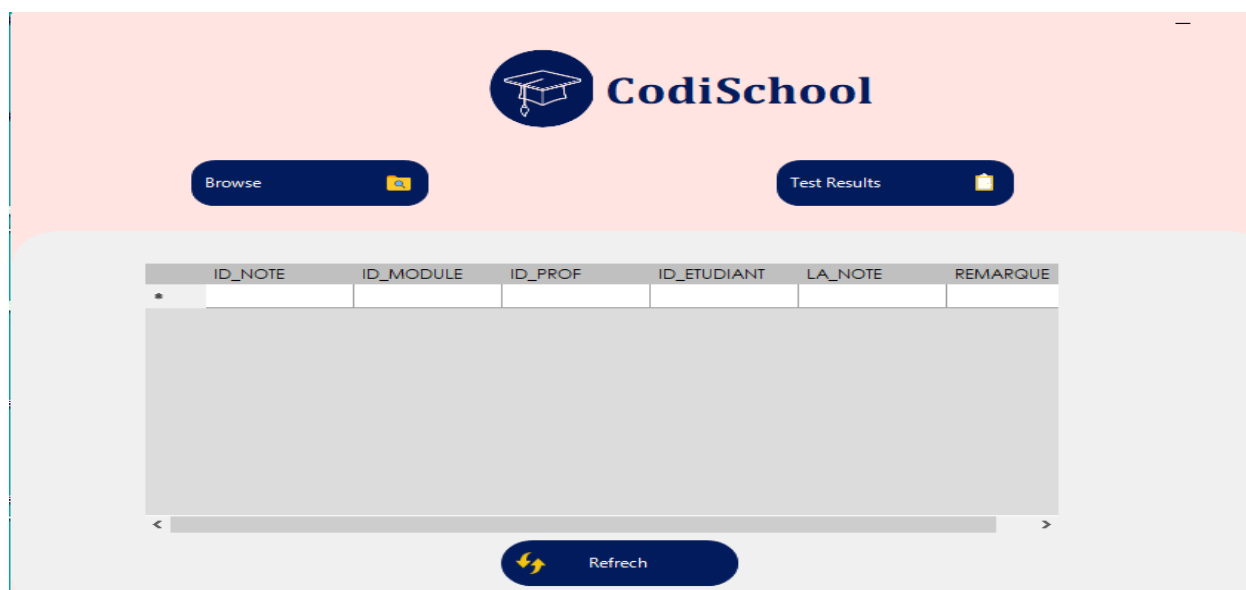 CodiSchool
Browse
Test Results
ID_NOTE ID_MODULE ID_PROF ID_ETUDIANT LA_NOTE REMARQUE
Refrech